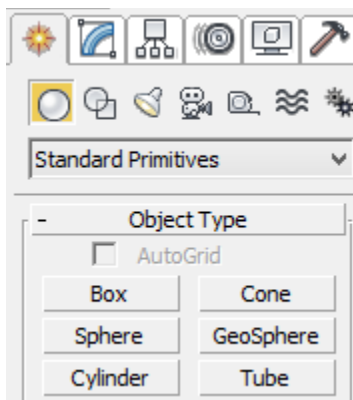 Standard Primitives
- Object Type
AutoGrid
Box Cone
Sphere GeoSphere
Cylinder Tube